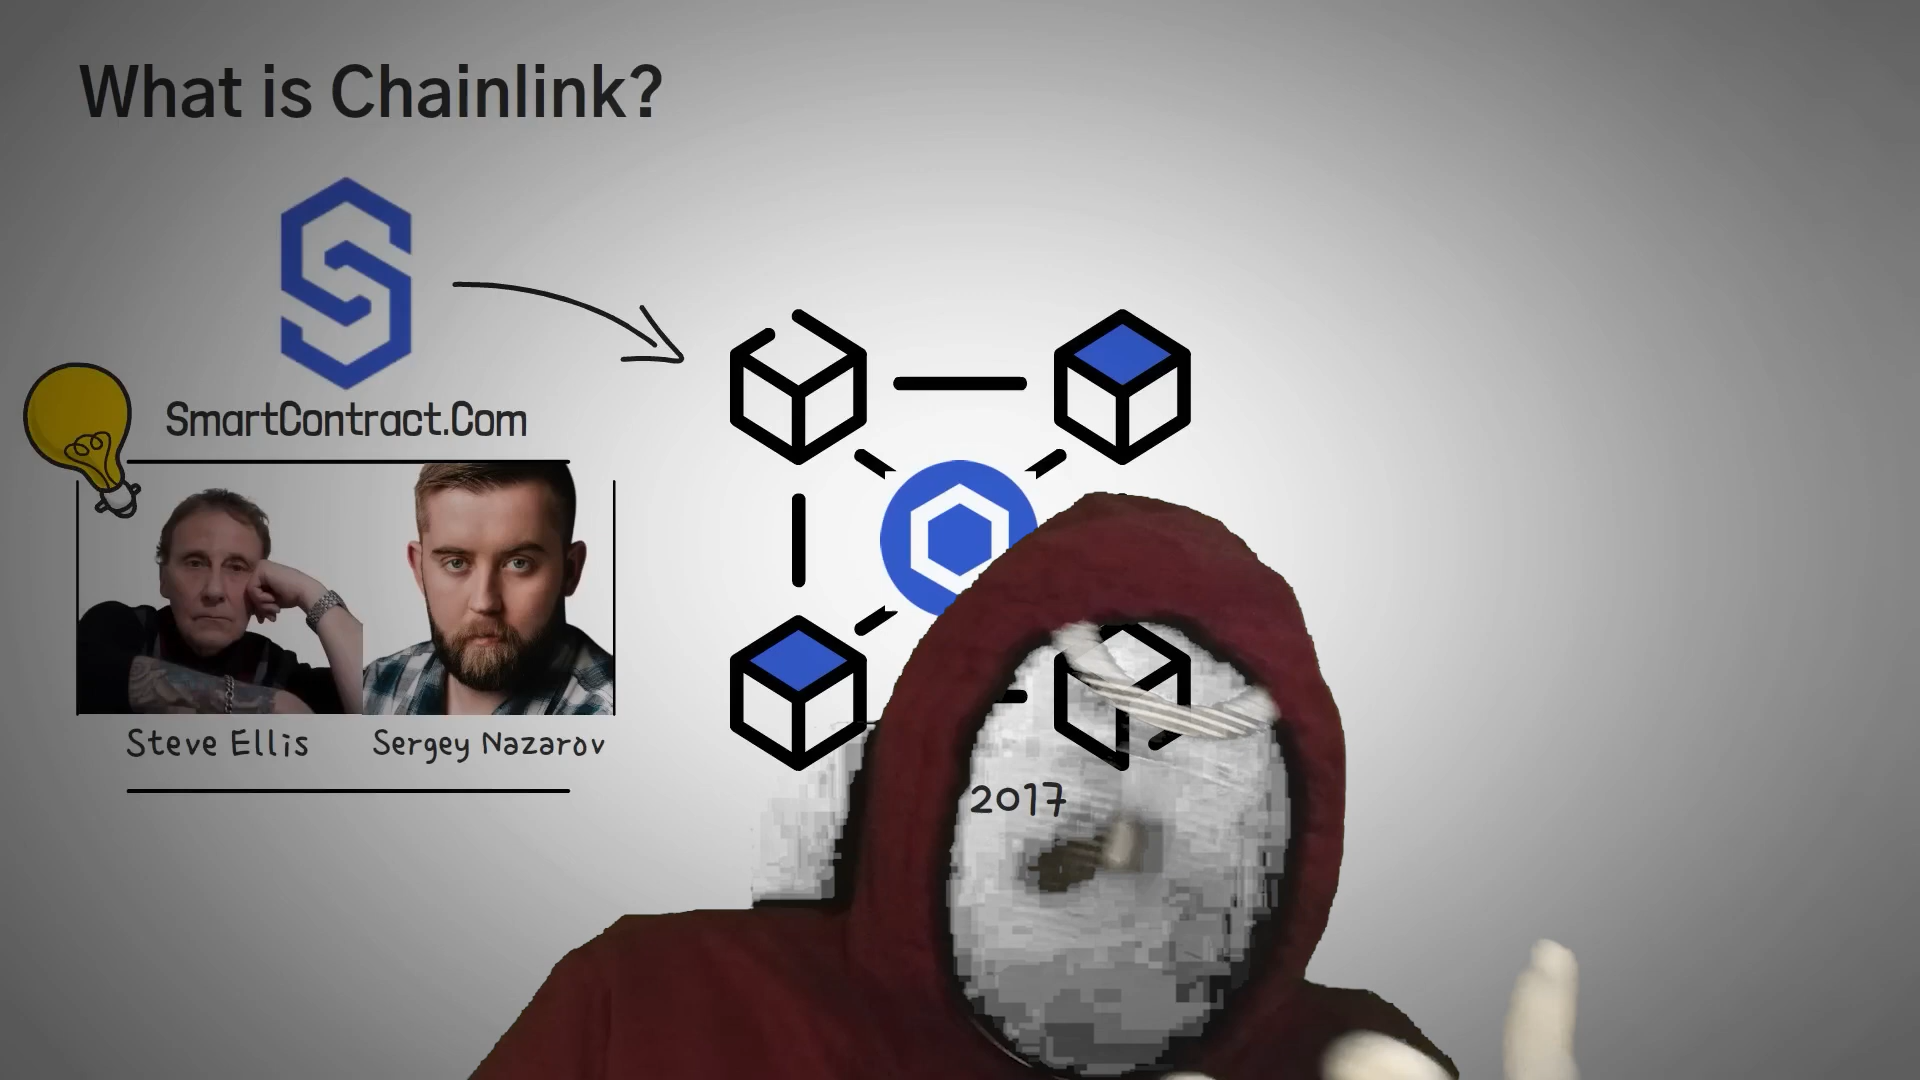 What is Chainlink?
SmartContract.Com
Steve Ellis
Sergey Nazarov
2017